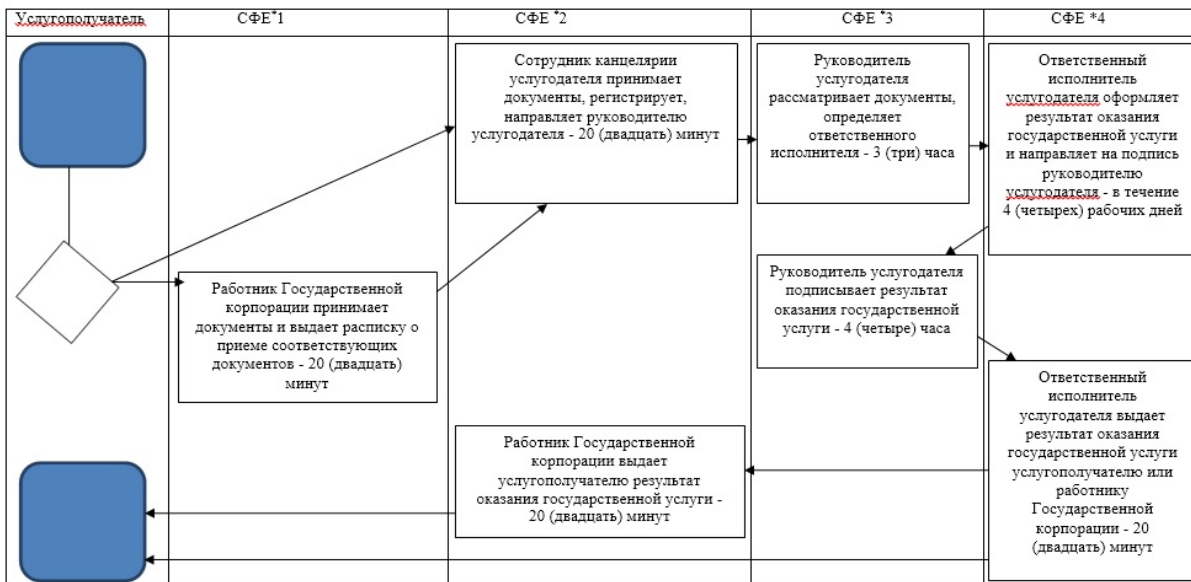 Услугополучатель
СФЕ*1
СФЕ *2
СФЕ *3
СФЕ *4
Сотрудник канцелярии
услугодателя принимает
документы, регистрирует,
направляет руководителю
услугодателя - 20 (двадцать) минут
Руководитель
услугодателя
рассматривает документы,
определяет
ответственного
исполнителя - 3 (три) часа
Ответственный
исполнитель
услугодателя оформляет
результат оказания
государственной услуги
и направляет на подпись
руководителю
услугодателя - в течение
4 (четырех) рабочих дней
Работник Государственной
корпорации принимает
документы и выдает расписку о
приеме соответствующих
документов - 20 (двадцать)
минут
Руководитель услугодателя
подписывает результат
оказания государственной
услуги - 4 (четыре) часа
Ответственный
исполнитель
услугодателя выдает
результат оказания
государственной услуги
услугополучателю или
работнику
Государственной
корпорации - 20
(двадцать) минут
Работник Государственной
корпорации выдает
услугополучателю результат
оказания государственной услуги -
20 (двадцать) минут